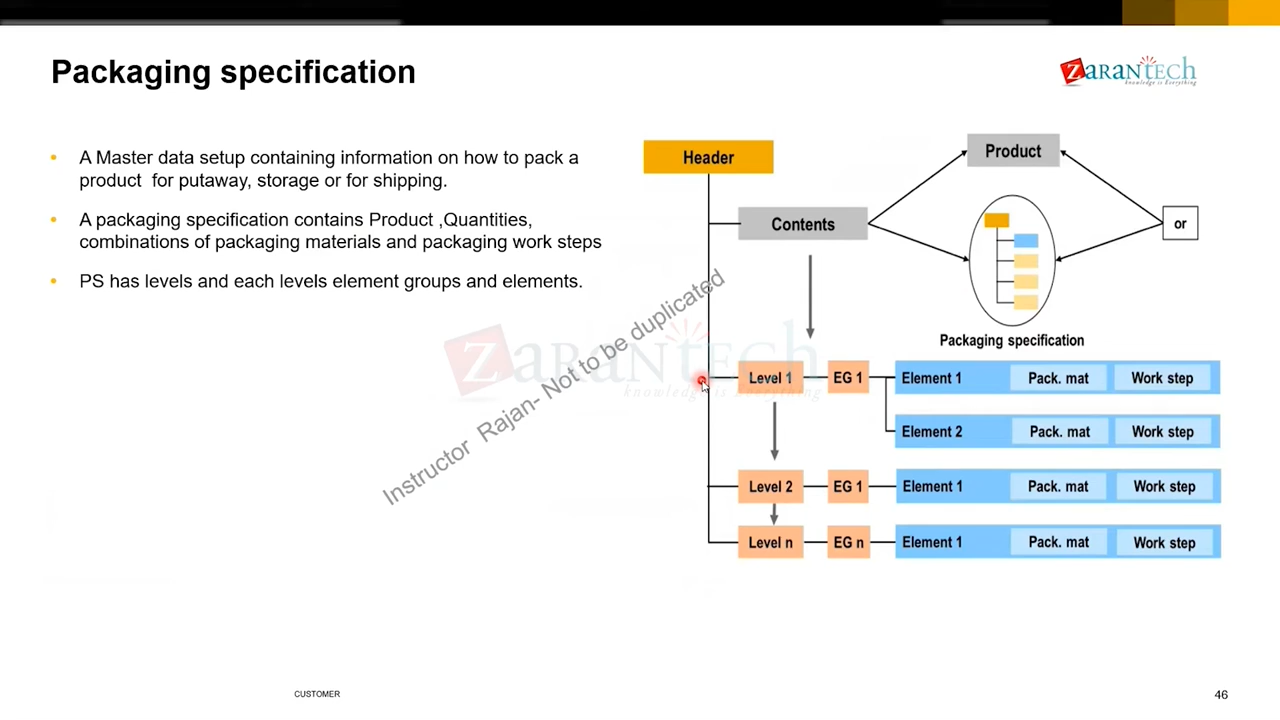 Packaging specification
ZARANTECH
knowledge is Everything
• A Master data setup containing information on how to pack a
product for putaway, storage or for shipping.
• A packaging specification contains Product ,Quantities,
combinations of packaging materials and packaging work steps
• PS has levels and each levels element groups and elements.
Header
Product
Contents
or
Packaging specification
Level 1 EG 1 Element 1 Pack. mat Work step
Element 2 Pack. mat Work step
Level 2 EG 1 Element 1 Pack. mat Work step
Level n EG n Element 1 Pack. mat Work step
ZARANTECH
knowledge is Everything
Instructor Rajan- Not to be duplicated
CUSTOMER
46